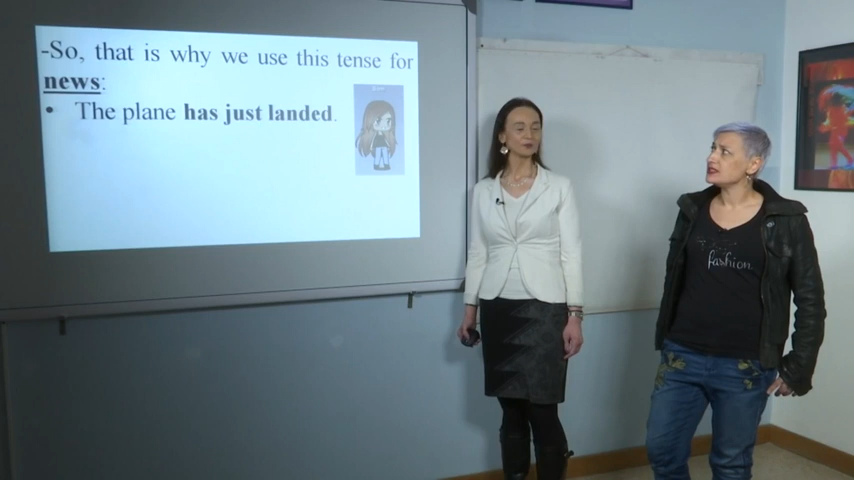 -So, that is why we use this tense for
news:
• The plane has just landed.
fashion